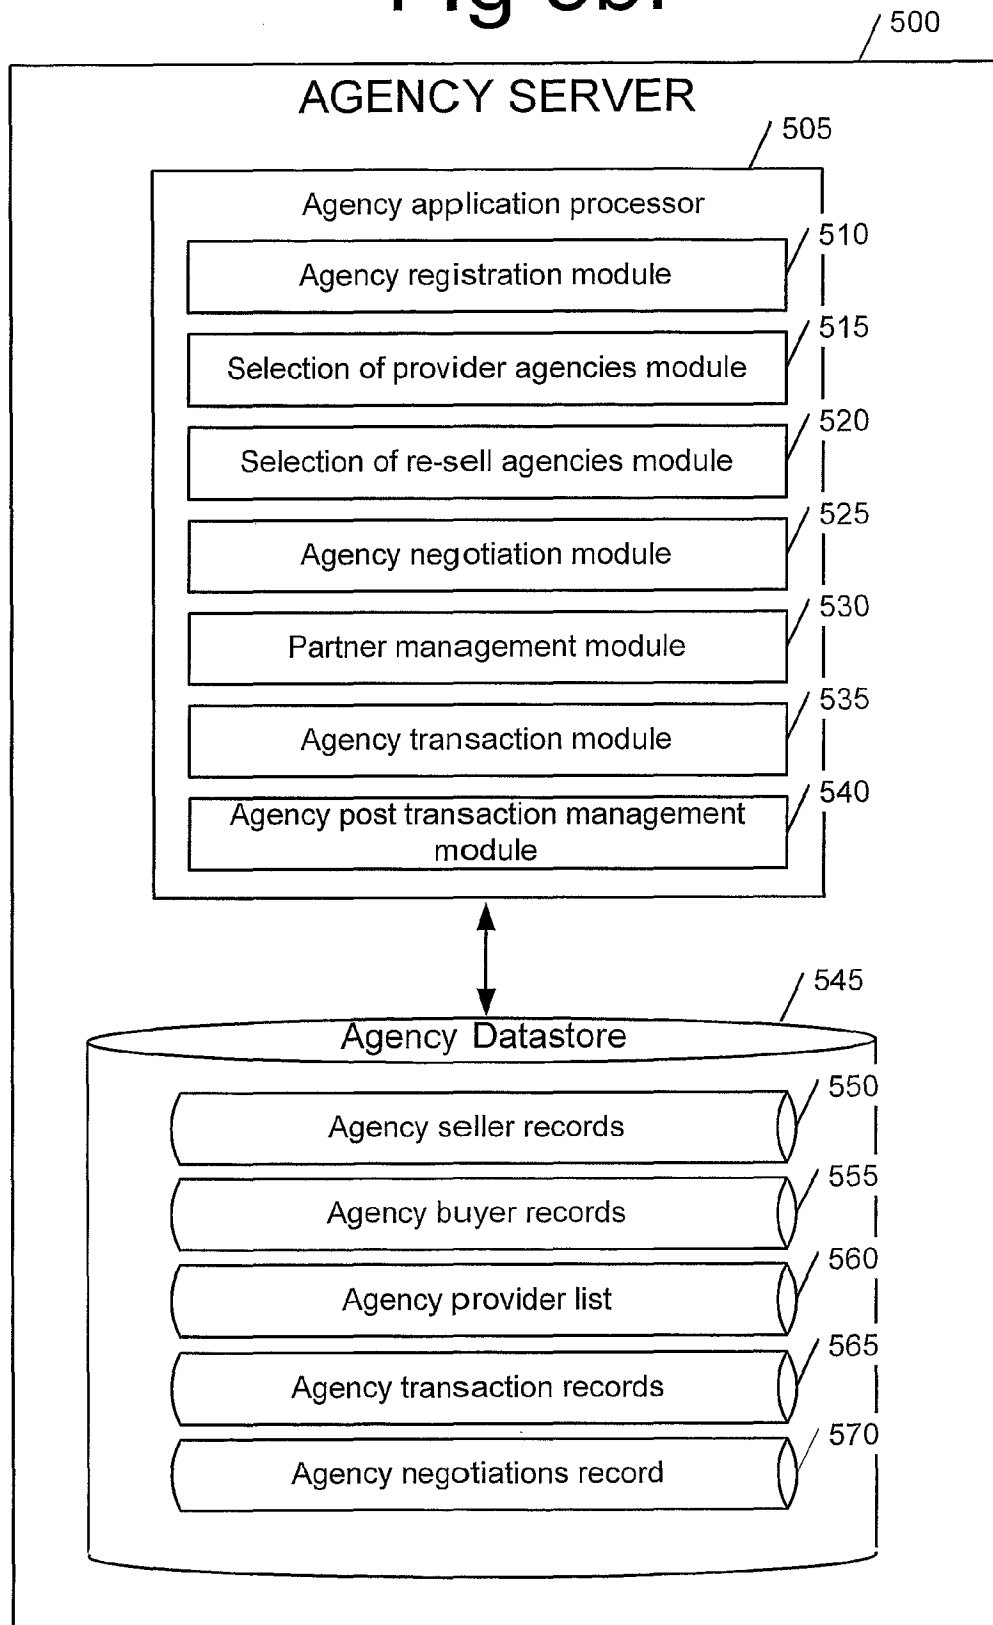 Fig 5b.
500
AGENCY SERVER
505
Agency application processor
510
Agency registration module
515
Selection of provider agencies module
520
Selection of re-sell agencies module
525
Agency negotiation module
530
Partner management module
535
Agency transaction module
540
Agency post transaction management
module
545
Agency Datastore
550
Agency seller records
555
Agency buyer records
560
Agency provider list
565
Agency transaction records
570
Agency negotiations record